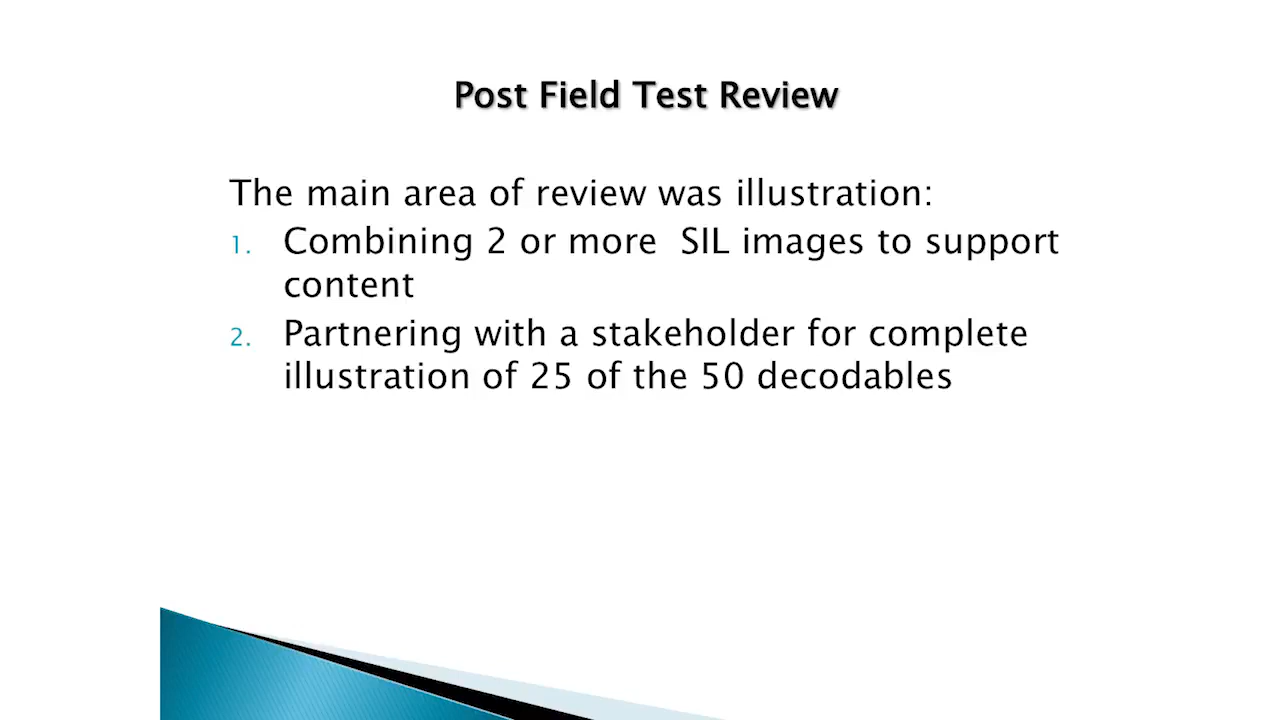 Post Field Test Review
The main area of review was illustration:
1. Combining 2 or more  SIL images to support
content
2. Partnering with a stakeholder for complete
illustration of 25 of the 50 decodables